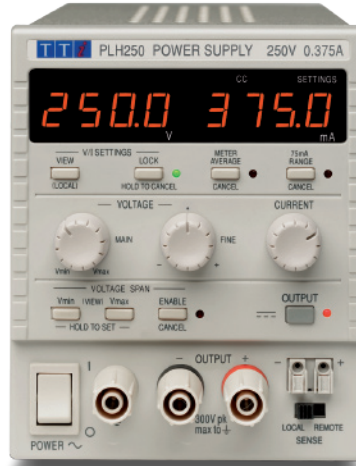 TTi PLH250 POWER SUPPLY 250V 0.375A
CC SETTINGS
250.0 375.0
V mA
V/I SETTINGS
VIEW LOCK METER AVERAGE 75mA RANGE
(LOCAL) HOLD TO CANCEL CANCEL CANCEL
VOLTAGE CURRENT
MAIN FINE
Vmin Vmax - +
VOLTAGE SPAN
Vmin (VIEW) Vmax ENABLE OUTPUT
HOLD TO SET CANCEL
I - OUTPUT + - +
300V pk
max to
LOCAL REMOTE
POWER O SENSE